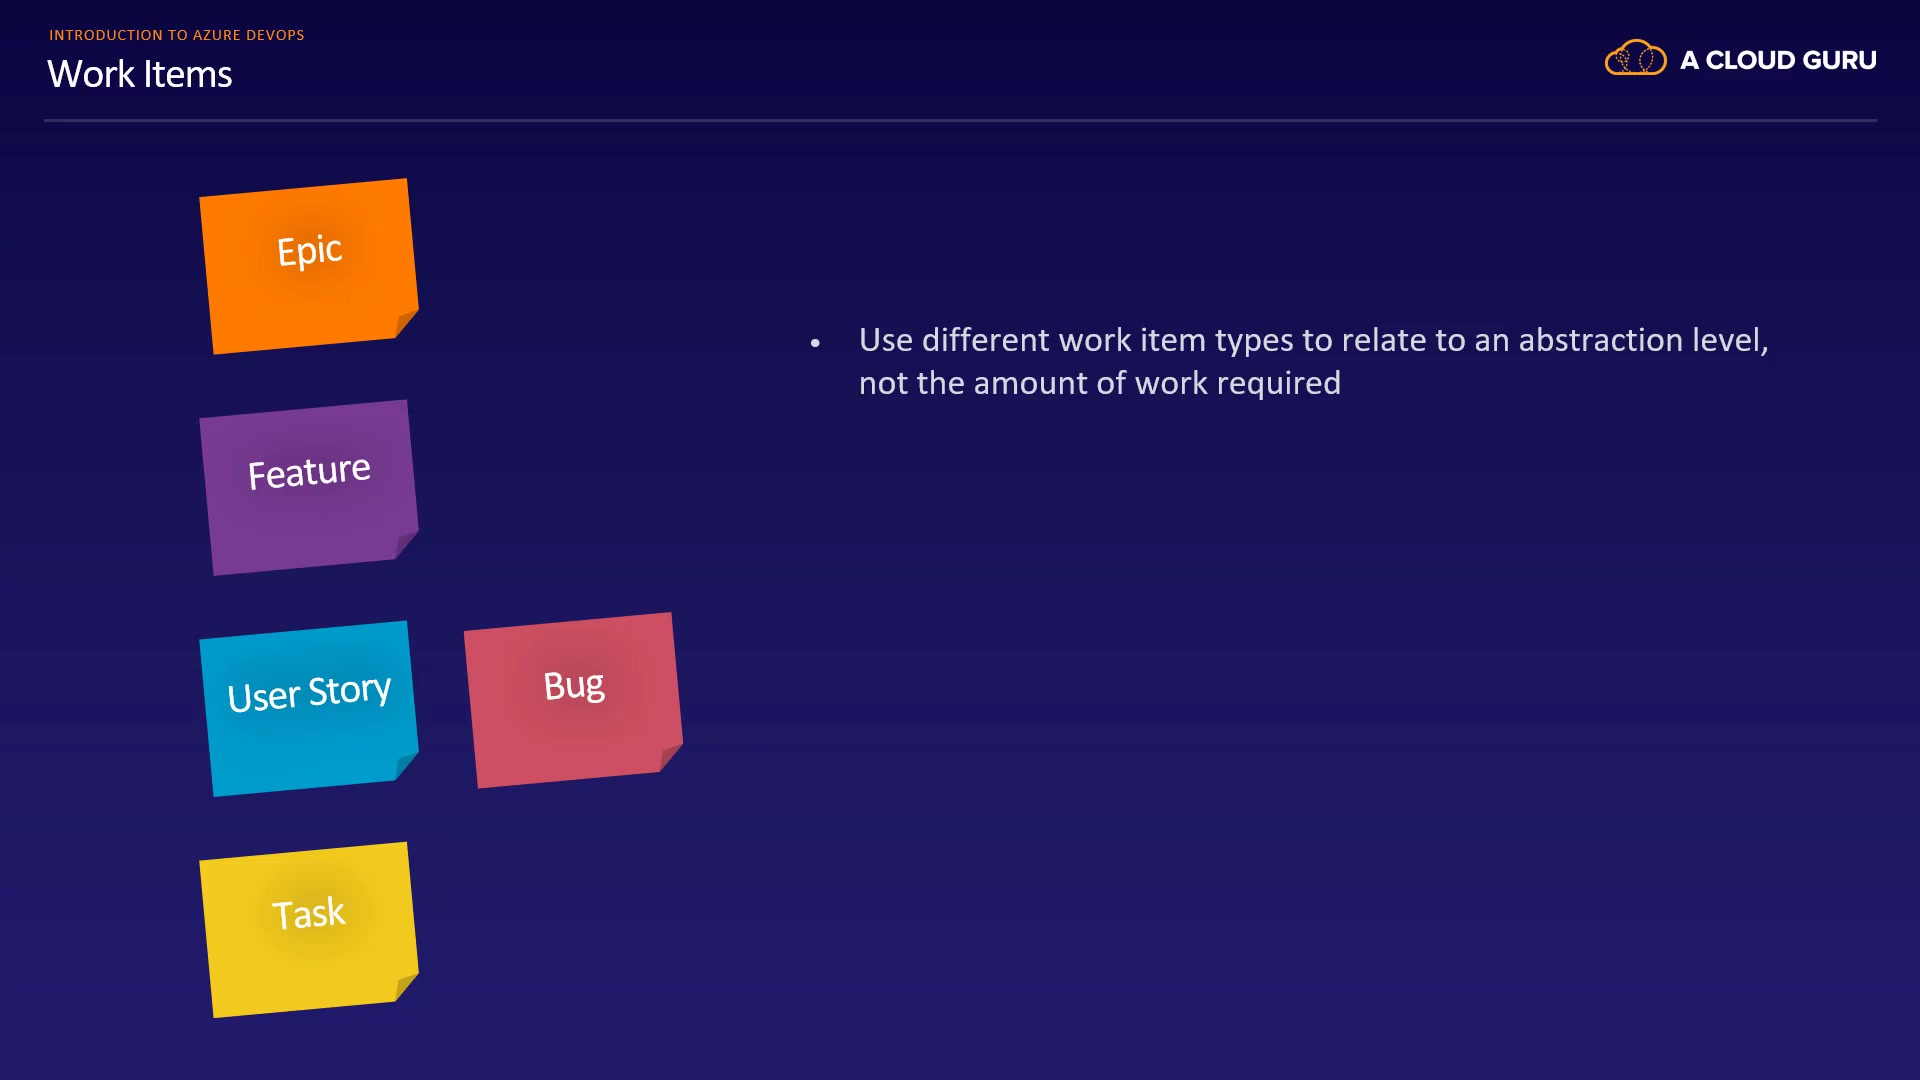 INTRODUCTION TO AZURE DEVOPS
Work Items
A CLOUD GURU
Epic
Feature
User Story
Bug
Task
• Use different work item types to relate to an abstraction level,
not the amount of work required